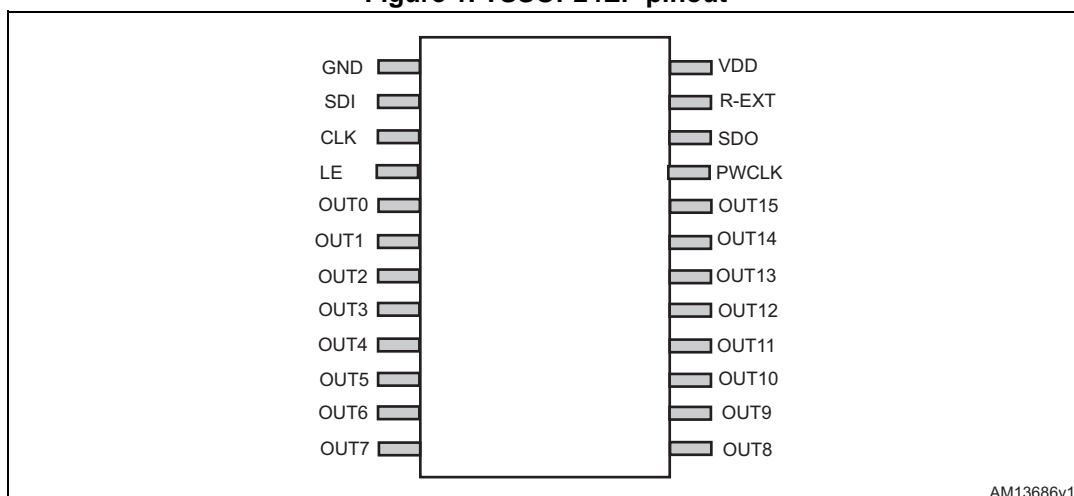 GND VDD
SDI R-EXT
CLK SDO
LE PWCLK
OUT0 OUT15
OUT1 OUT14
OUT2 OUT13
OUT3 OUT12
OUT4 OUT11
OUT5 OUT10
OUT6 OUT9
OUT7 OUT8
AM13686v1